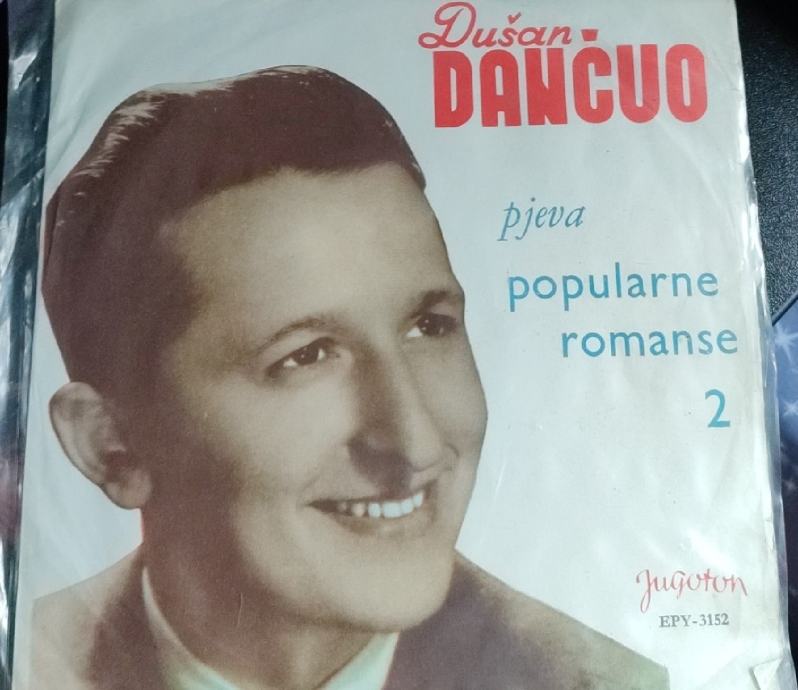 Dušan
DANČUO
pjeva
popularne
romanse
2
Jugoton
EPY-3152